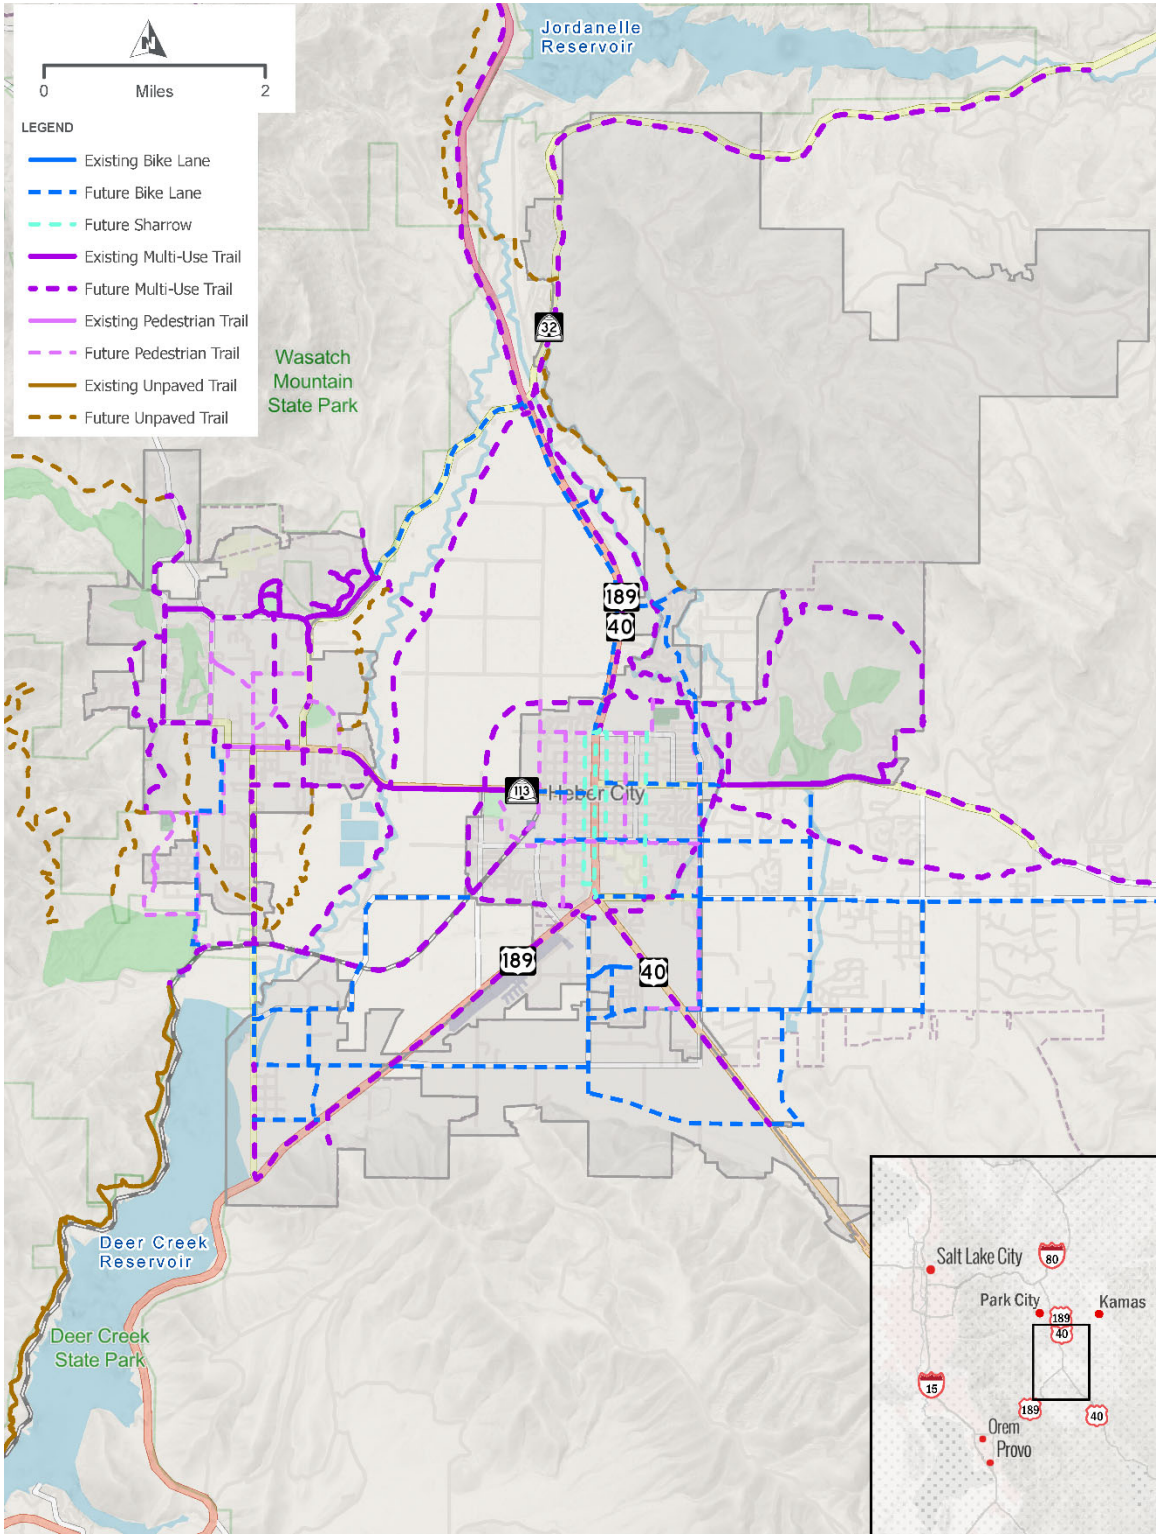 N
0 Miles 2
LEGEND
Existing Bike Lane
Future Bike Lane
Future Sharrow
Existing Multi-Use Trail
Future Multi-Use Trail
Existing Pedestrian Trail
Future Pedestrian Trail
Existing Unpaved Trail
Future Unpaved Trail
Jordanelle
Reservoir
32
Wasatch
Mountain
State Park
189
40
113
Heber City
189
40
Deer Creek
Reservoir
Deer Creek
State Park
Salt Lake City
80
Park City
Kamas
189
40
15
189
40
Orem
Provo